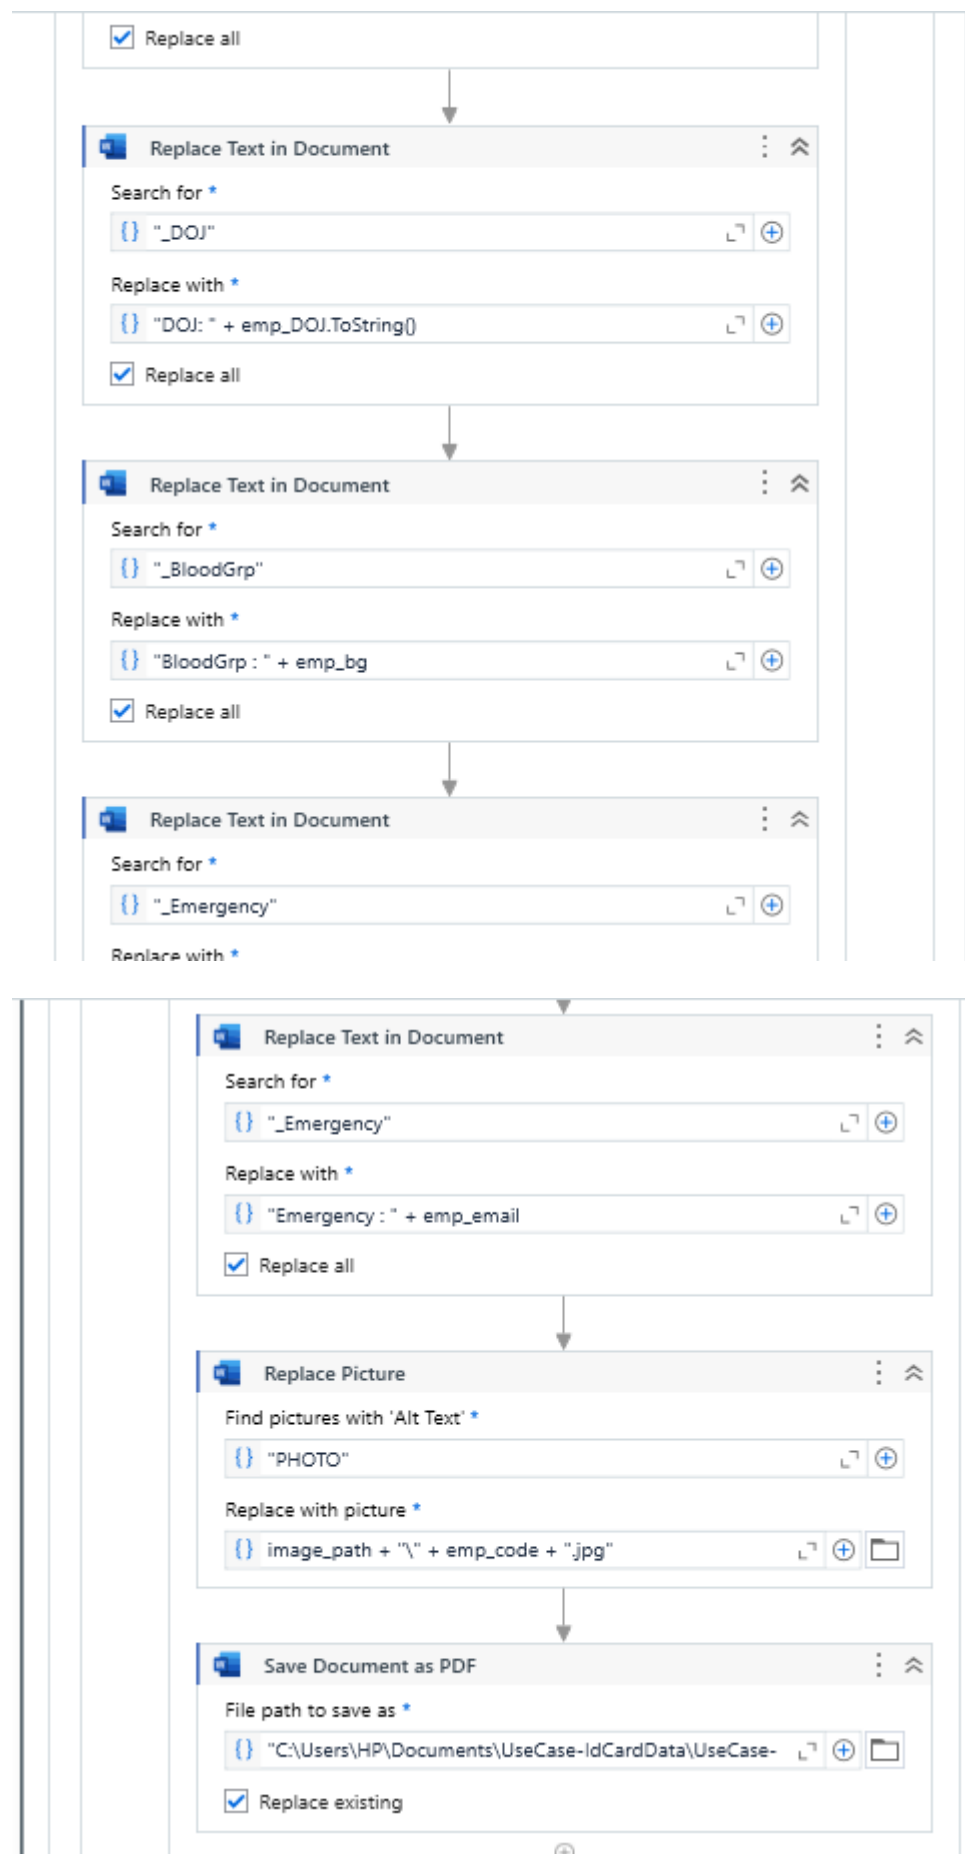 Replace all
Replace Text in Document
Search for *
"_DOJ"
Replace with *
"DOJ: " + emp_DOJ.ToString()
Replace all
Replace Text in Document
Search for *
"_BloodGrp"
Replace with *
"BloodGrp : " + emp_bg
Replace all
Replace Text in Document
Search for *
"_Emergency"
Replace with *
Replace Text in Document
Search for *
"_Emergency"
Replace with *
"Emergency : " + emp_email
Replace all
Replace Picture
Find pictures with 'Alt Text' *
"PHOTO"
Replace with picture *
image_path + "\" + emp_code + ".jpg"
Save Document as PDF
File path to save as *
"C:\Users\HP\Documents\UseCase-IdCardData\UseCase-
Replace existing